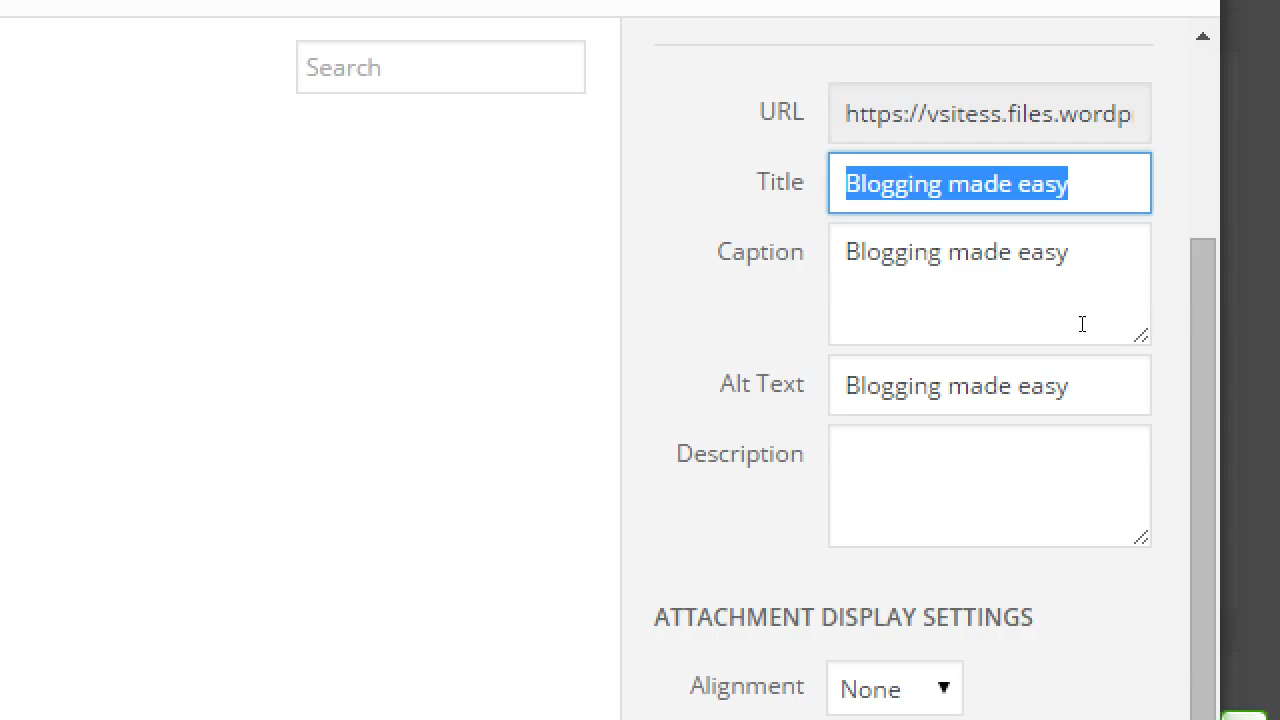 Search
URL
https://vsitess.files.wordp
Title
Blogging made easy
Caption
Blogging made easy
Alt Text
Blogging made easy
Description
ATTACHMENT DISPLAY SETTINGS
Alignment
None